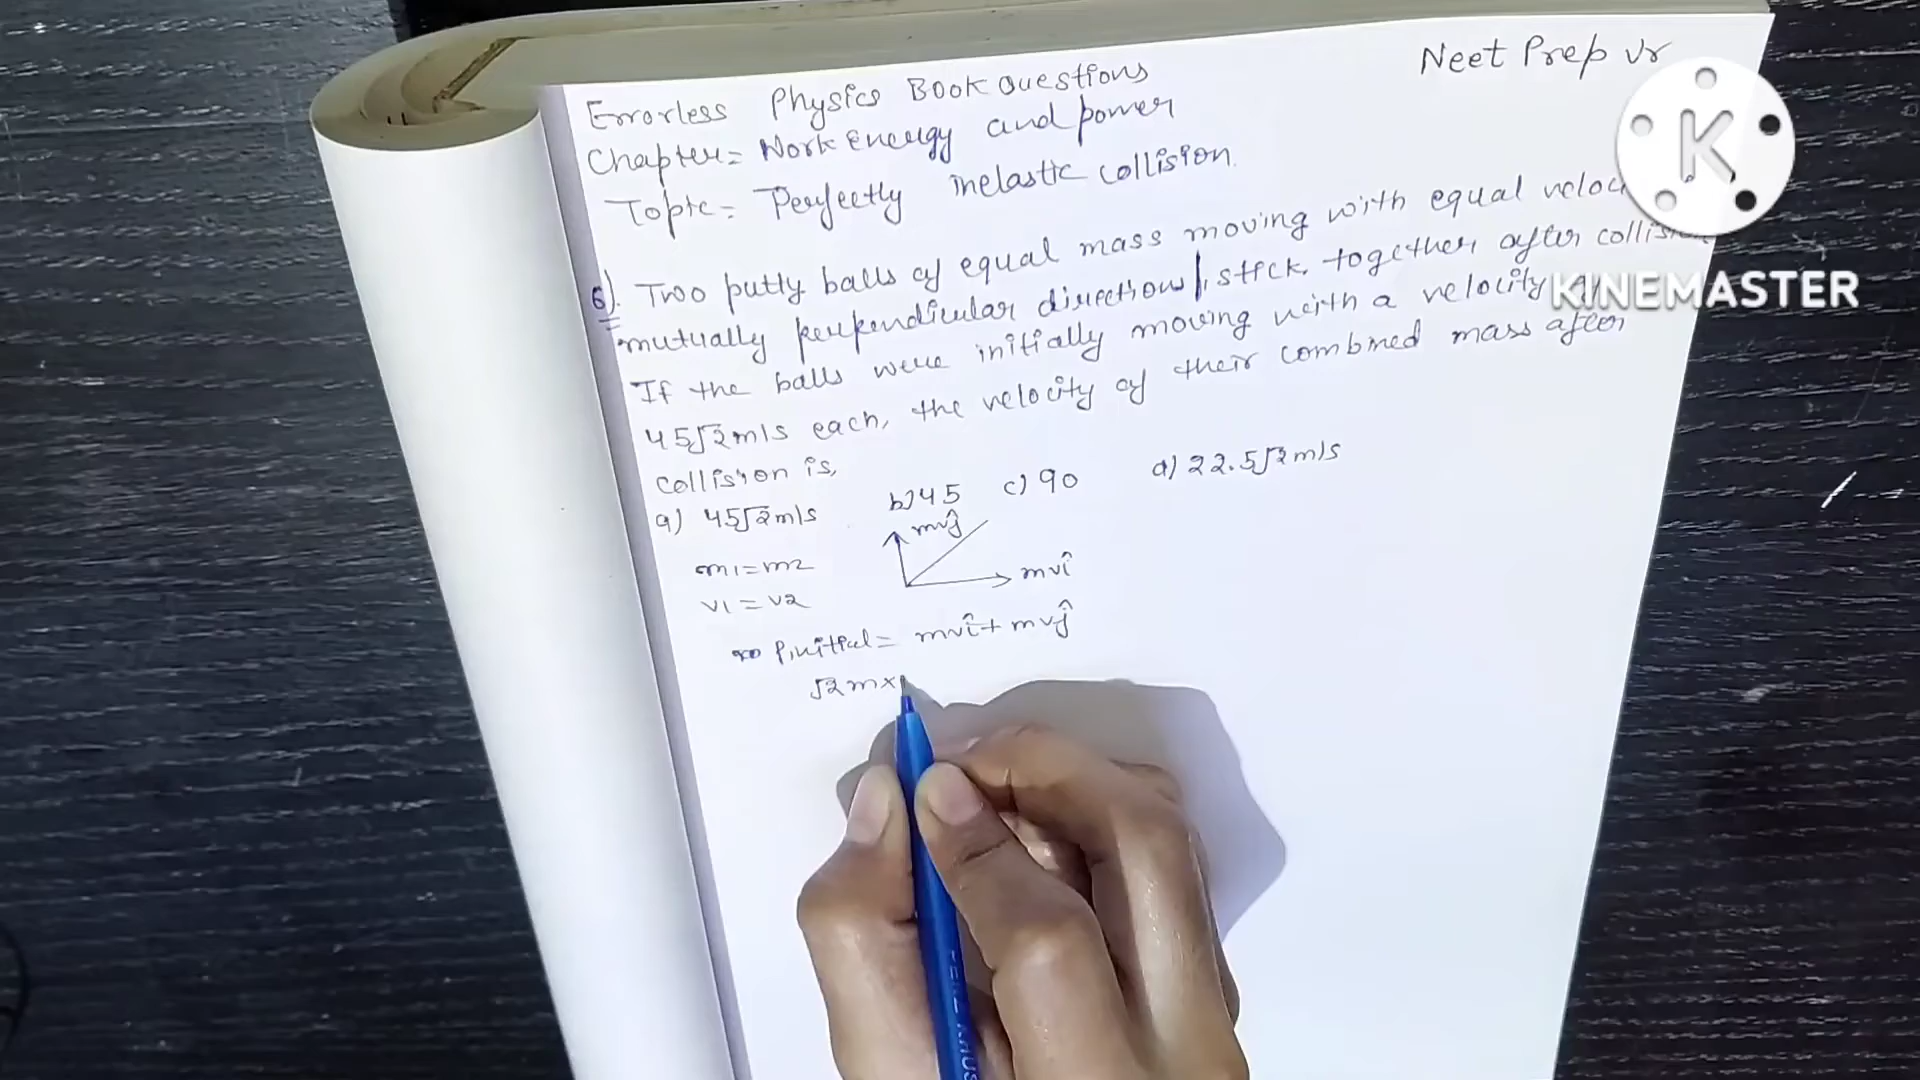 Neet Prep vr
Errorless Physics Book Questions
Chapter = Work Energy and power
Topic = Perfectly inelastic collision.
6). Two putty balls of equal mass moving with equal
mutually perpendicular directions, stick together after
If the balls were initially moving with a velocity
45√2 m/s each, the velocity of their combined mass after
collision is,
a) 45√2 m/s b) 45 c) 90 d) 22.5√2 m/s
m1 = m2
v1 = v2
mvĵ
mvî
Pinitial = mvî + mvĵ
√2 m×
K
KINEMASTER